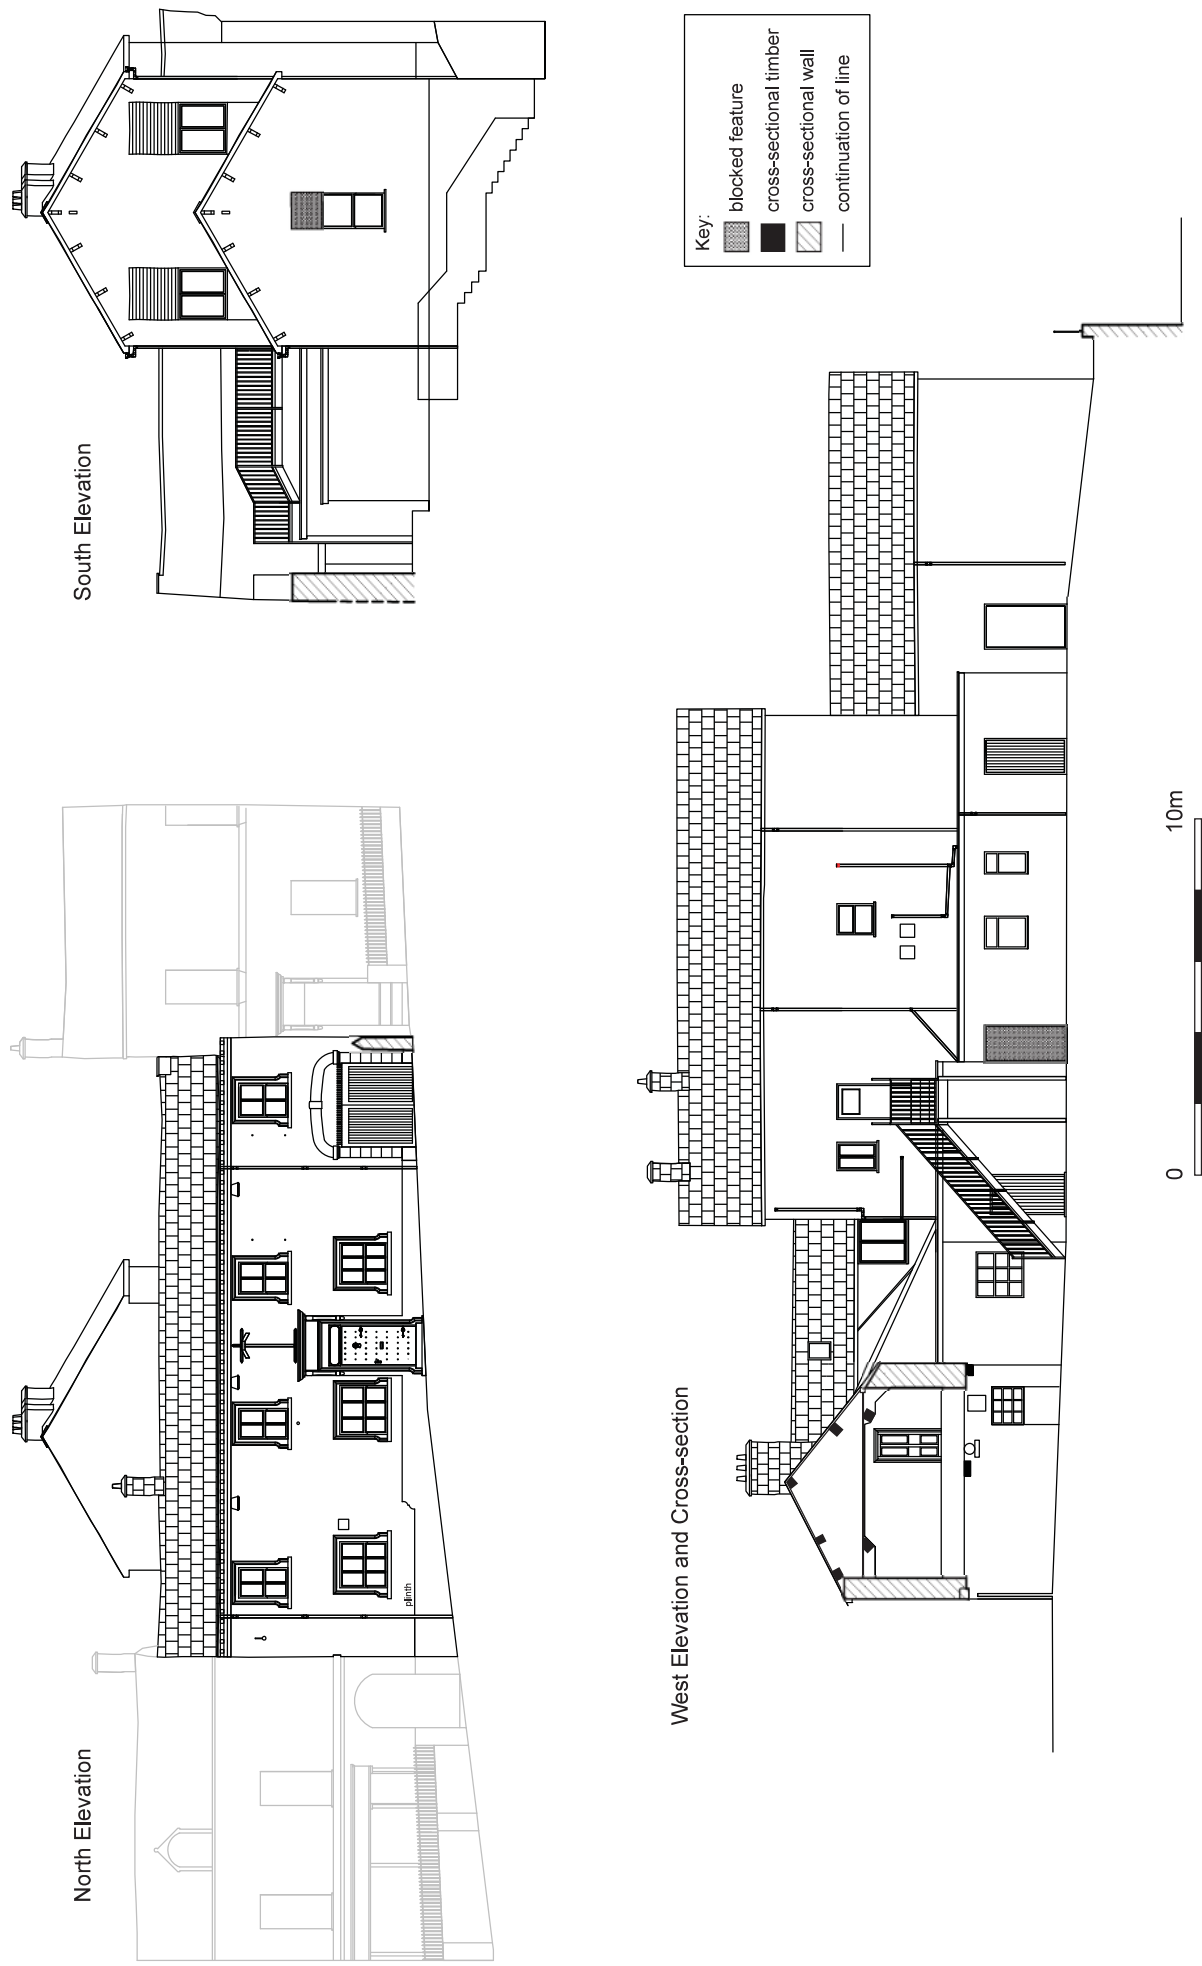 North Elevation
plinth
South Elevation
West Elevation and Cross-section
Key:
blocked feature
cross-sectional timber
cross-sectional wall
continuation of line
0
10m